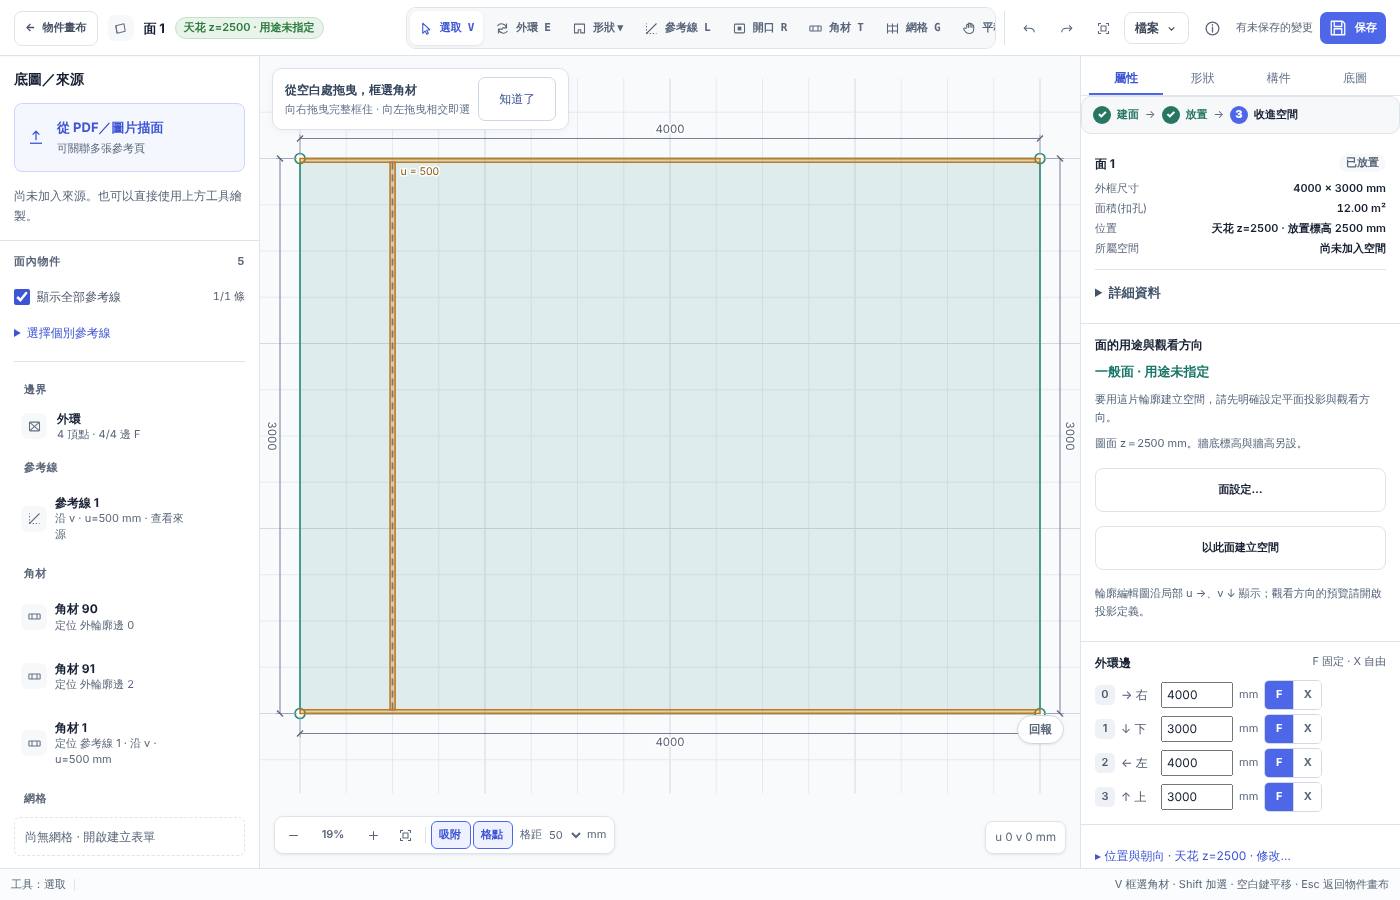 物件畫布
面 1
天花 z=2500 · 用途未指定
選取 V
外環 E
形狀 ▾
參考線 L
開口 R
角材 T
網格 G
檔案
有未保存的變更
保存
底圖／來源
從 PDF／圖片描面
可關聯多張參考頁
尚未加入來源。也可以直接使用上方工具繪
製。
面內物件 5
顯示全部參考線 1/1 條
選擇個別參考線
邊界
外環
4 頂點 · 4/4 邊 F
參考線
參考線 1
沿 v · u=500 mm · 查看來
源
角材
角材 90
定位 外輪廓邊 0
角材 91
定位 外輪廓邊 2
角材 1
定位 參考線 1 · 沿 v ·
u=500 mm
網格
尚無網格 · 開啟建立表單
從空白處拖曳，框選角材
向右拖曳完整框住 · 向左拖曳相交即選
知道了
4000
u = 500
3000
3000
4000
回報
19%
吸附
格點
格距 50 mm
u 0 v 0 mm
屬性
形狀
構件
底圖
建面 → 放置 → 3 收進空間
面 1 已放置
外框尺寸 4000 × 3000 mm
面積(扣孔) 12.00 m²
位置 天花 z=2500 · 放置標高 2500 mm
所屬空間 尚未加入空間
詳細資料
面的用途與觀看方向
一般面 · 用途未指定
要用這片輪廓建立空間，請先明確設定平面投影與觀看方
向。
圖面 z = 2500 mm。牆底標高與牆高另設。
面設定…
以此面建立空間
輪廓編輯圖沿局部 u →、v ↓ 顯示；觀看方向的預覽請開啟
投影定義。
外環邊 F 固定 · X 自由
0 → 右 4000 mm F X
1 ↓ 下 3000 mm F X
2 ← 左 4000 mm F X
3 ↑ 上 3000 mm F X
▸ 位置與朝向 · 天花 z=2500 · 修改…
工具：選取
V 框選角材 · Shift 加選 · 空白鍵平移 · Esc 返回物件畫布